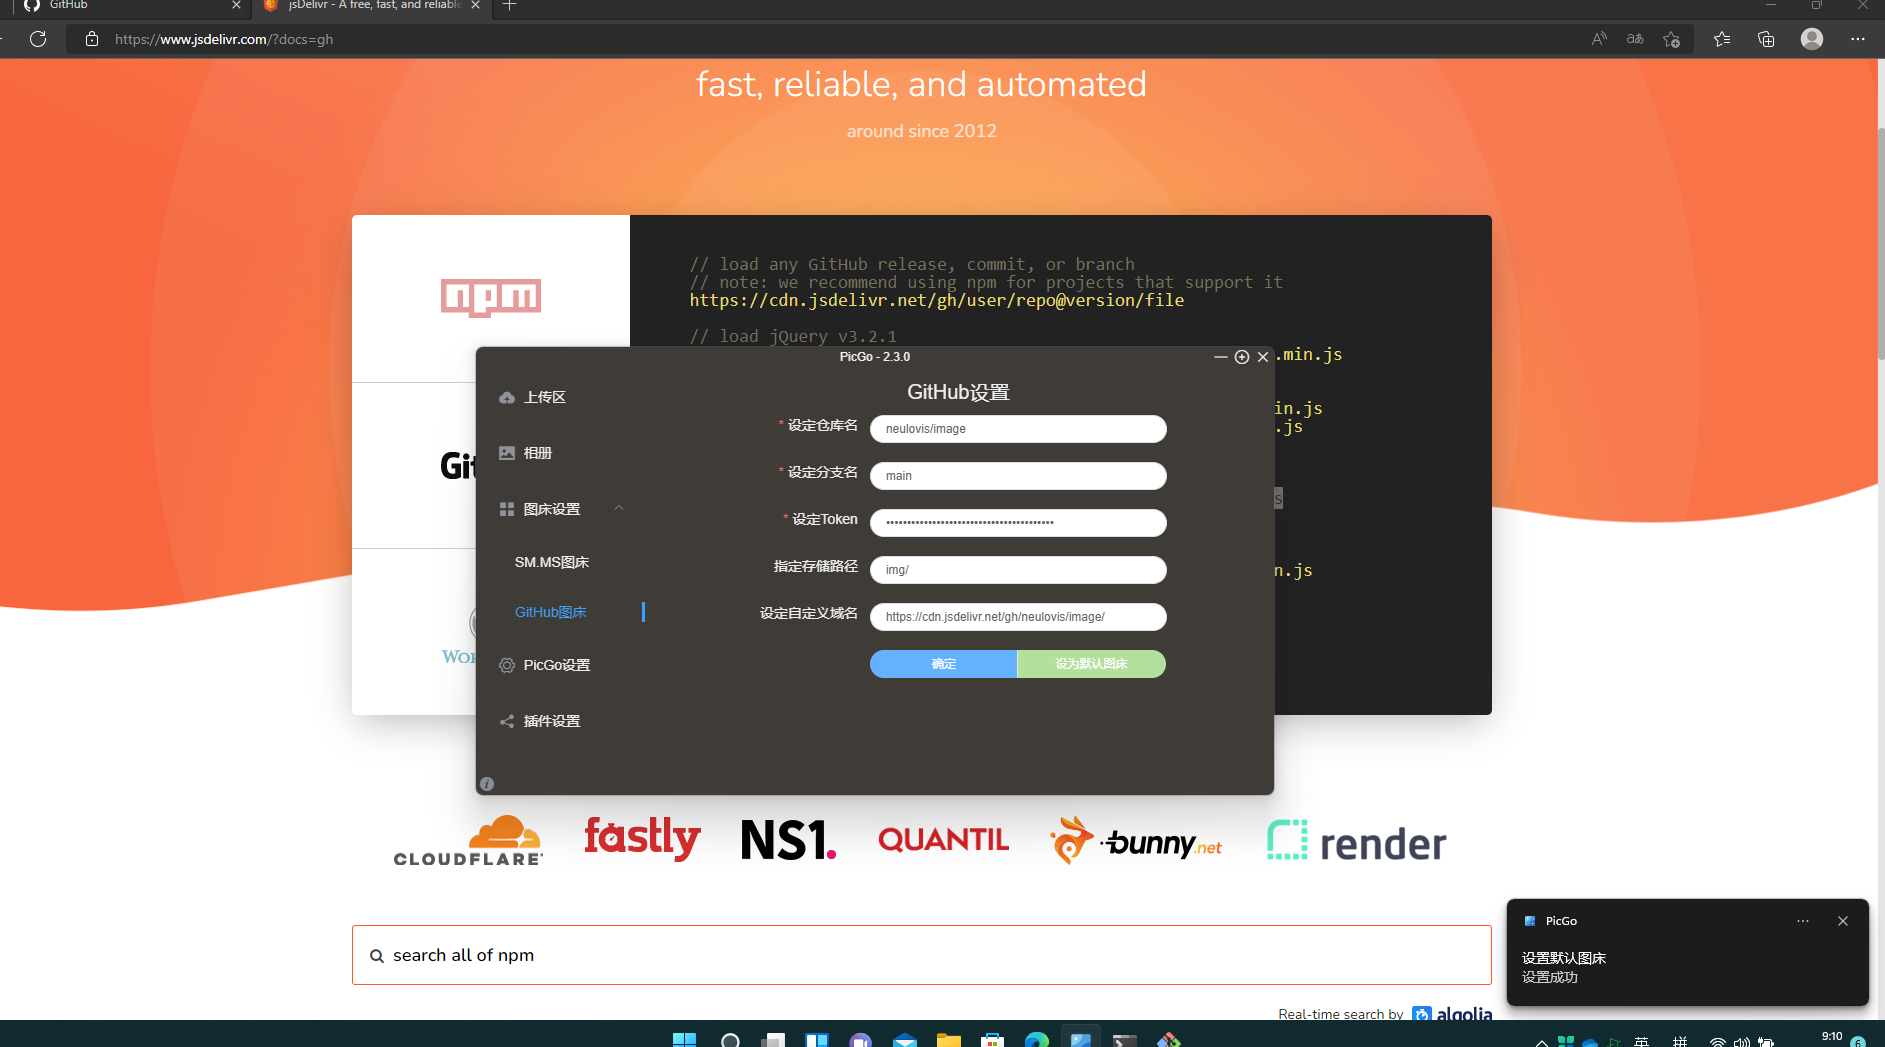 GitHub
jsDelivr - A free, fast, and reliable
https://www.jsdelivr.com/?docs=gh
fast, reliable, and automated
around since 2012
npm
// load any GitHub release, commit, or branch
// note: we recommend using npm for projects that support it
https://cdn.jsdelivr.net/gh/user/repo@version/file
// load jQuery v3.2.1
.min.js
in.js
.js
s
n.js
Git
Wor
PicGo - 2.3.0
上传区
相册
图床设置
SM.MS图床
GitHub图床
PicGo设置
插件设置
GitHub设置
* 设定仓库名
neulovis/image
* 设定分支名
main
* 设定Token
指定存储路径
img/
设定自定义域名
https://cdn.jsdelivr.net/gh/neulovis/image/
确定
设为默认图床
CLOUDFLARE
fastly
NS1.
QUANTIL
bunny.net
render
search all of npm
Real-time search by algolia
PicGo
设置默认图床
设置成功
英
拼
9:10
6